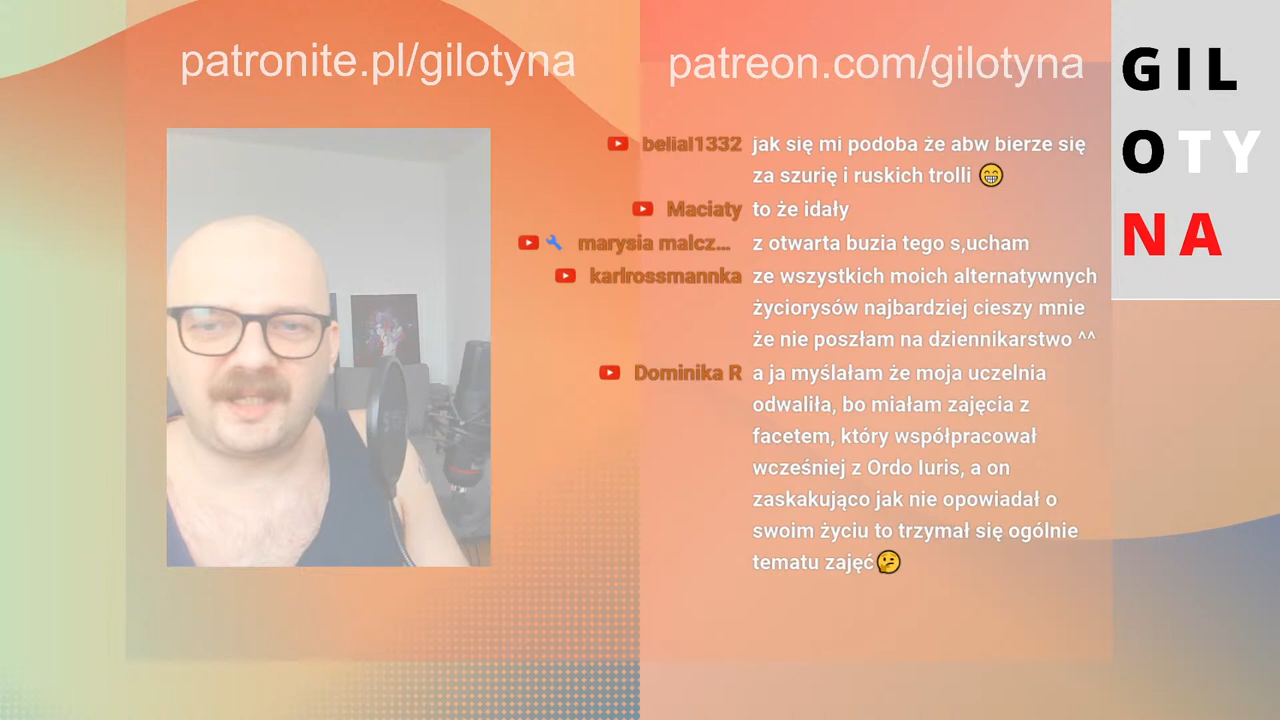 patronite.pl/gilotyna
patreon.com/gilotyna
GIL
OTY
NA
belial1332 jak się mi podoba że abw bierze się
za szurię i ruskich trolli 😁
Maciaty to że idały
marysia malcz... z otwarta buzia tego s,ucham
karlrossmannka ze wszystkich moich alternatywnych
życiorysów najbardziej cieszy mnie
że nie poszłam na dziennikarstwo ^^
Dominika R a ja myślałam że moja uczelnia
odwaliła, bo miałam zajęcia z
facetem, który współpracował
wcześniej z Ordo Iuris, a on
zaskakująco jak nie opowiadał o
swoim życiu to trzymał się ogólnie
tematu zajęć🤔